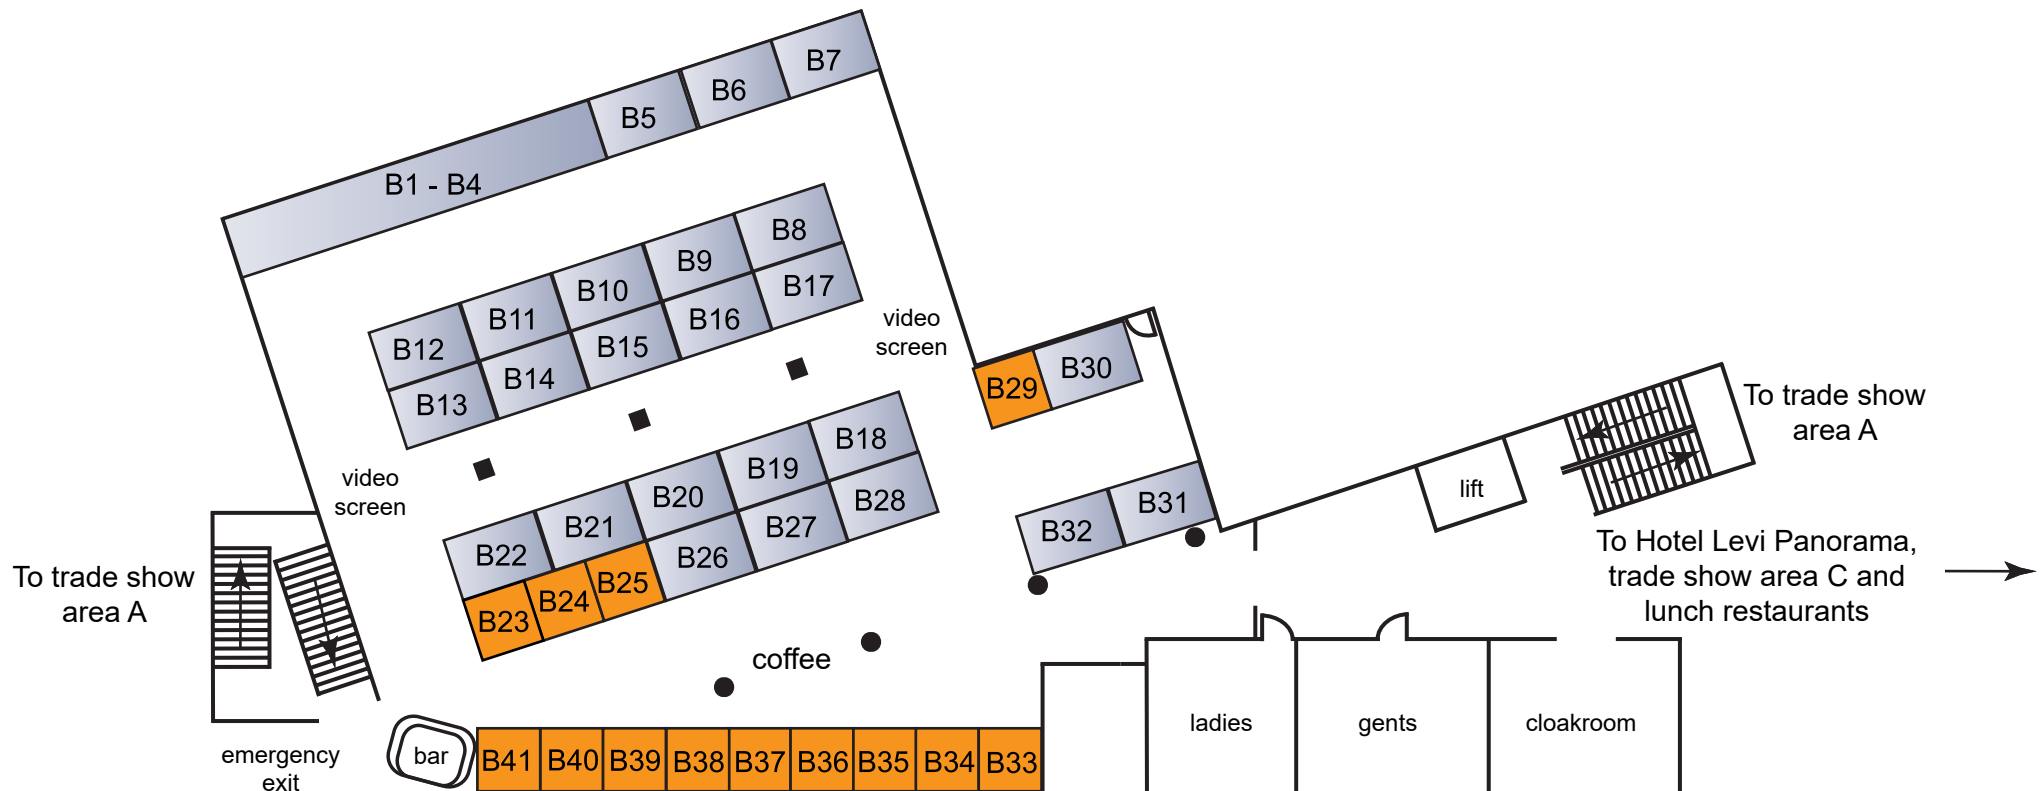 B7
B6
B5
B1 - B4
B8
B9
B10
B11
B12
B17
B16
B15
B14
B13
video
screen
B29
B30
video
screen
B18
B19
B20
B21
B22
B28
B27
B26
B25
B24
B23
B31
B32
lift
To trade show
area A
To Hotel Levi Panorama,
trade show area C and
lunch restaurants
To trade show
area A
coffee
emergency
exit
bar
B41
B40
B39
B38
B37
B36
B35
B34
B33
ladies
gents
cloakroom